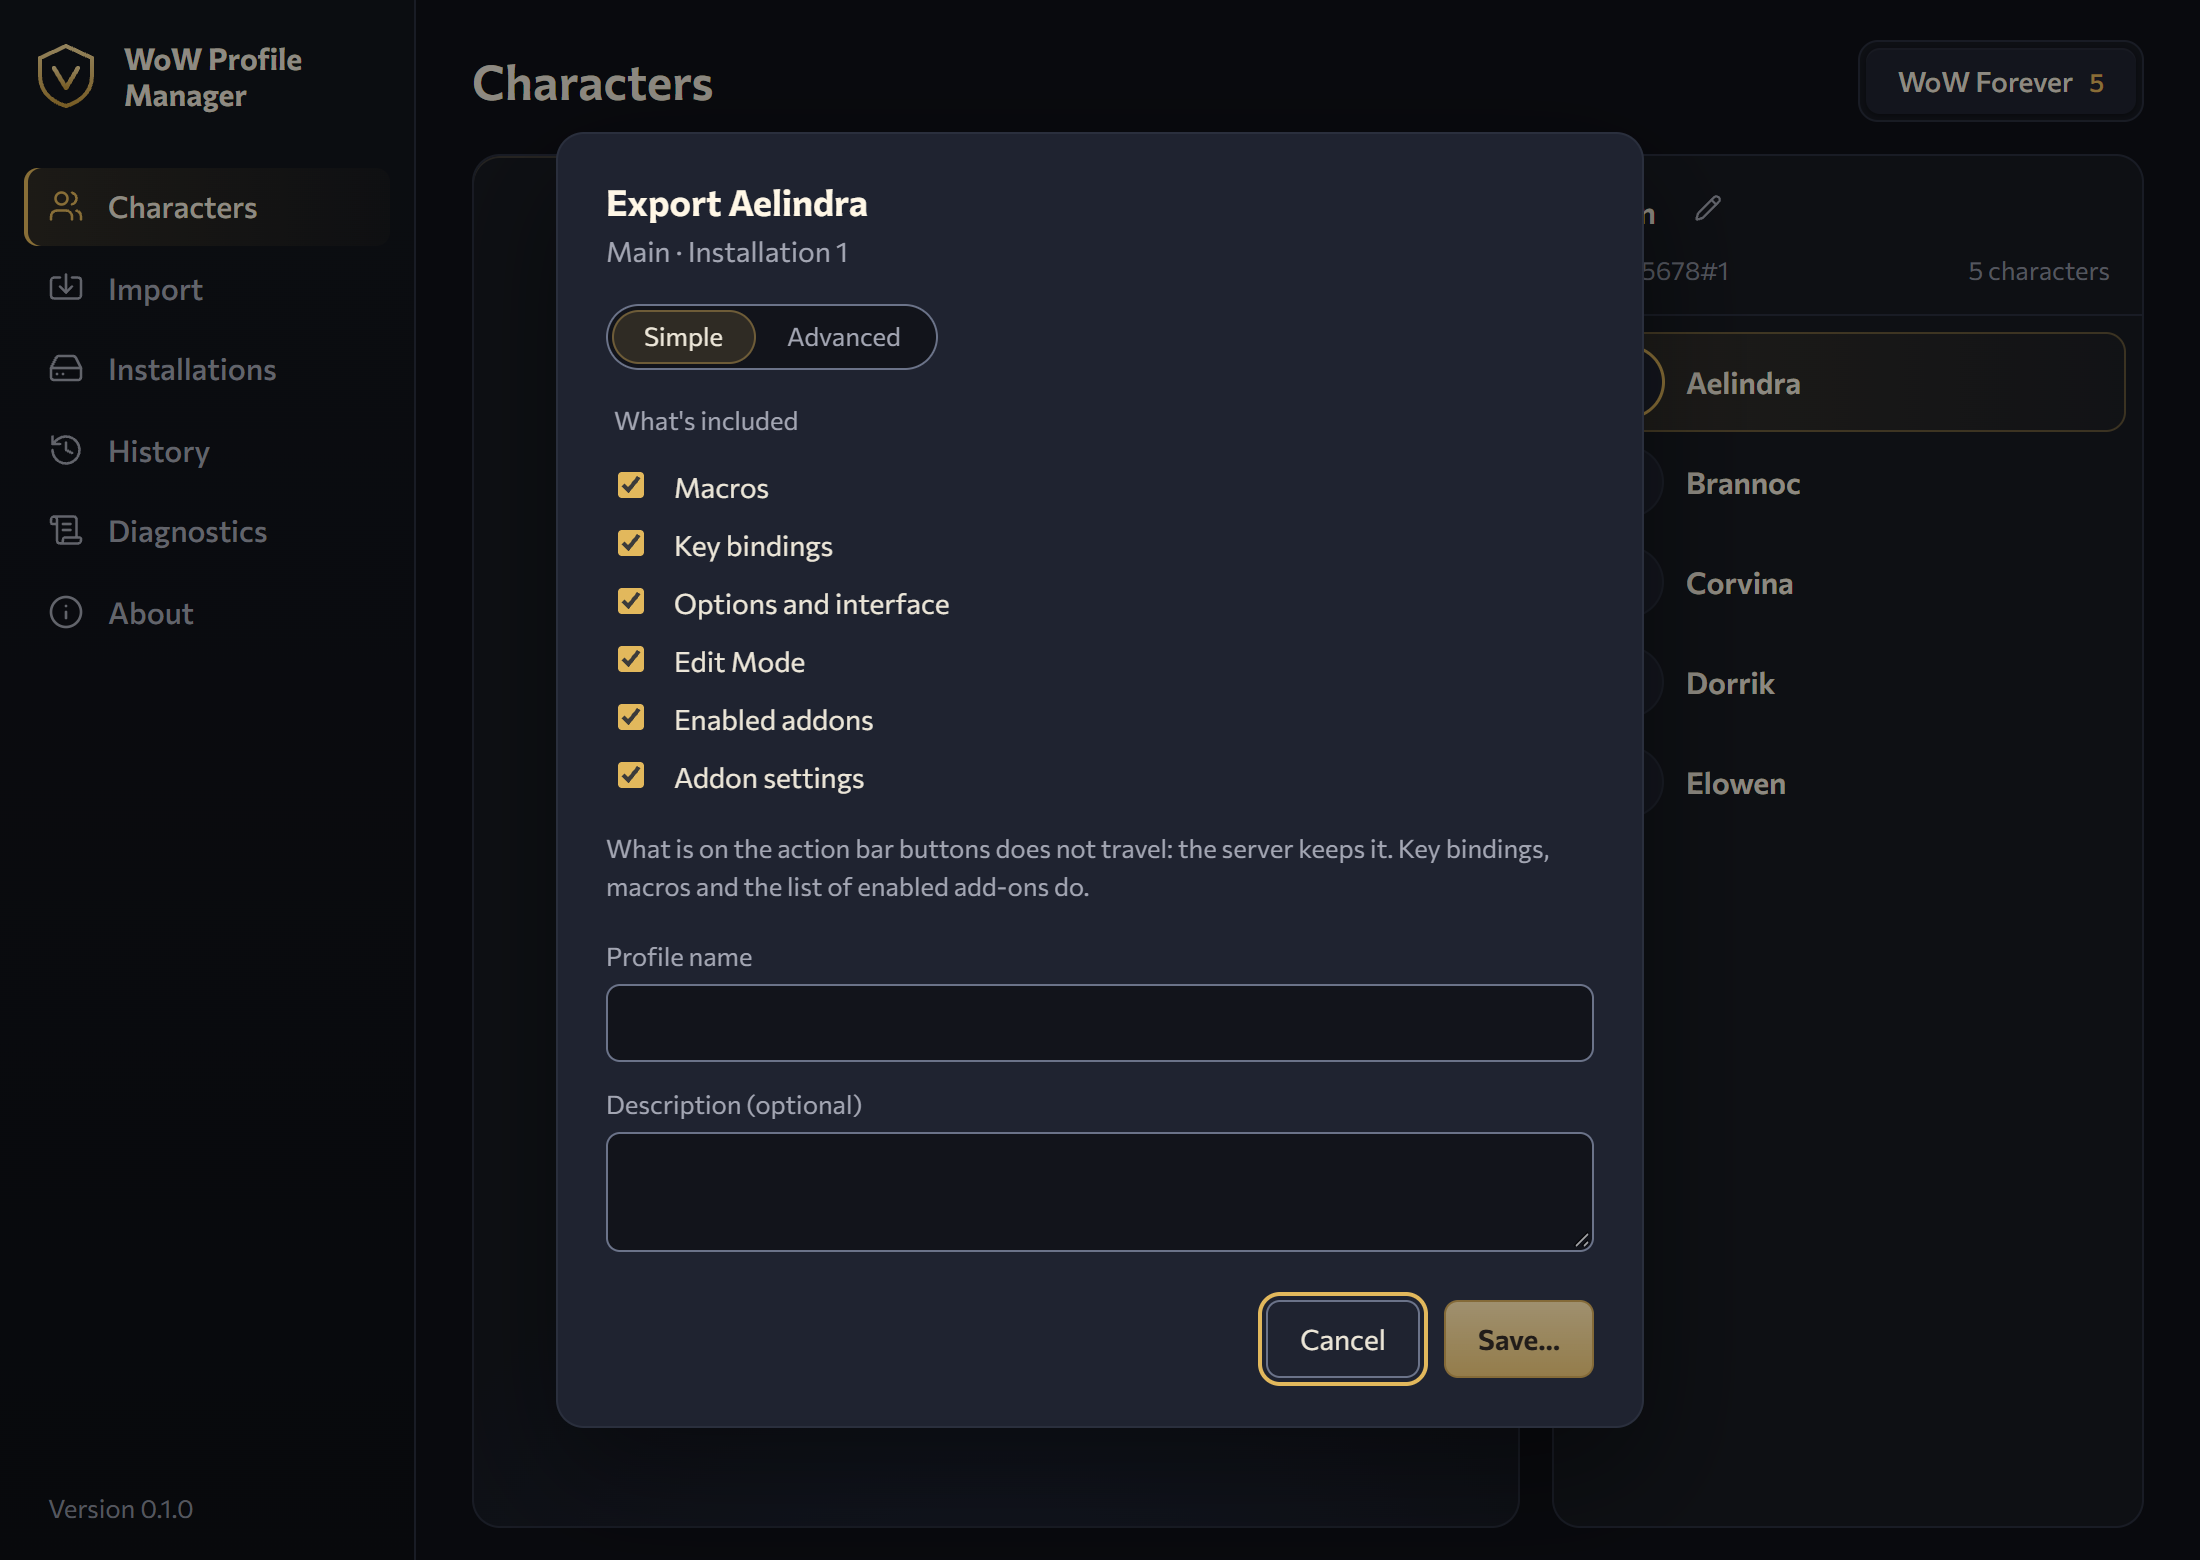 WoW Profile
Manager
Characters
Import
Installations
History
Diagnostics
About
Version 0.1.0
Characters
WoW Forever 5
Export Aelindra
Main · Installation 1
Simple Advanced
What's included
Macros
Key bindings
Options and interface
Edit Mode
Enabled addons
Addon settings
What is on the action bar buttons does not travel: the server keeps it. Key bindings,
macros and the list of enabled add-ons do.
Profile name
Description (optional)
Cancel Save...
5678#1 5 characters
Aelindra
Brannoc
Corvina
Dorrik
Elowen